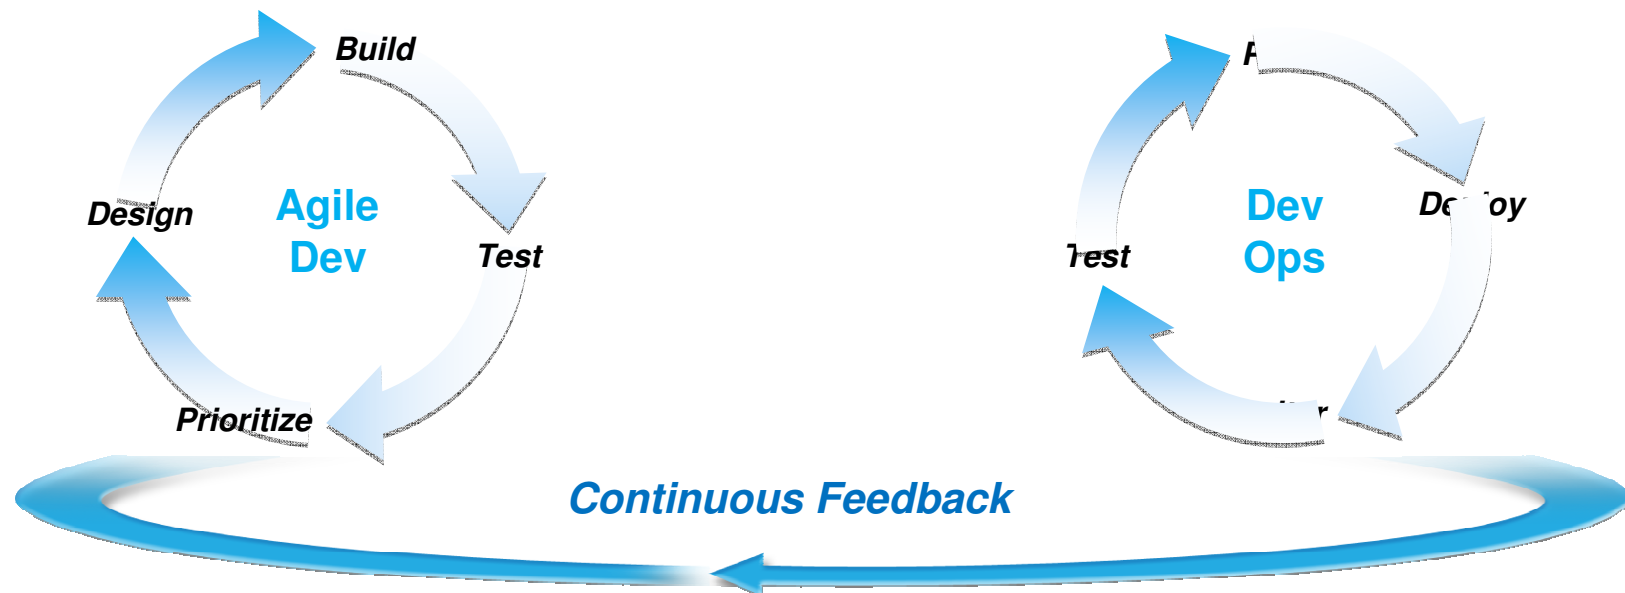 Build
Design
Agile
Dev
Test
Prioritize
Dev
Ops
Test
Continuous Feedback